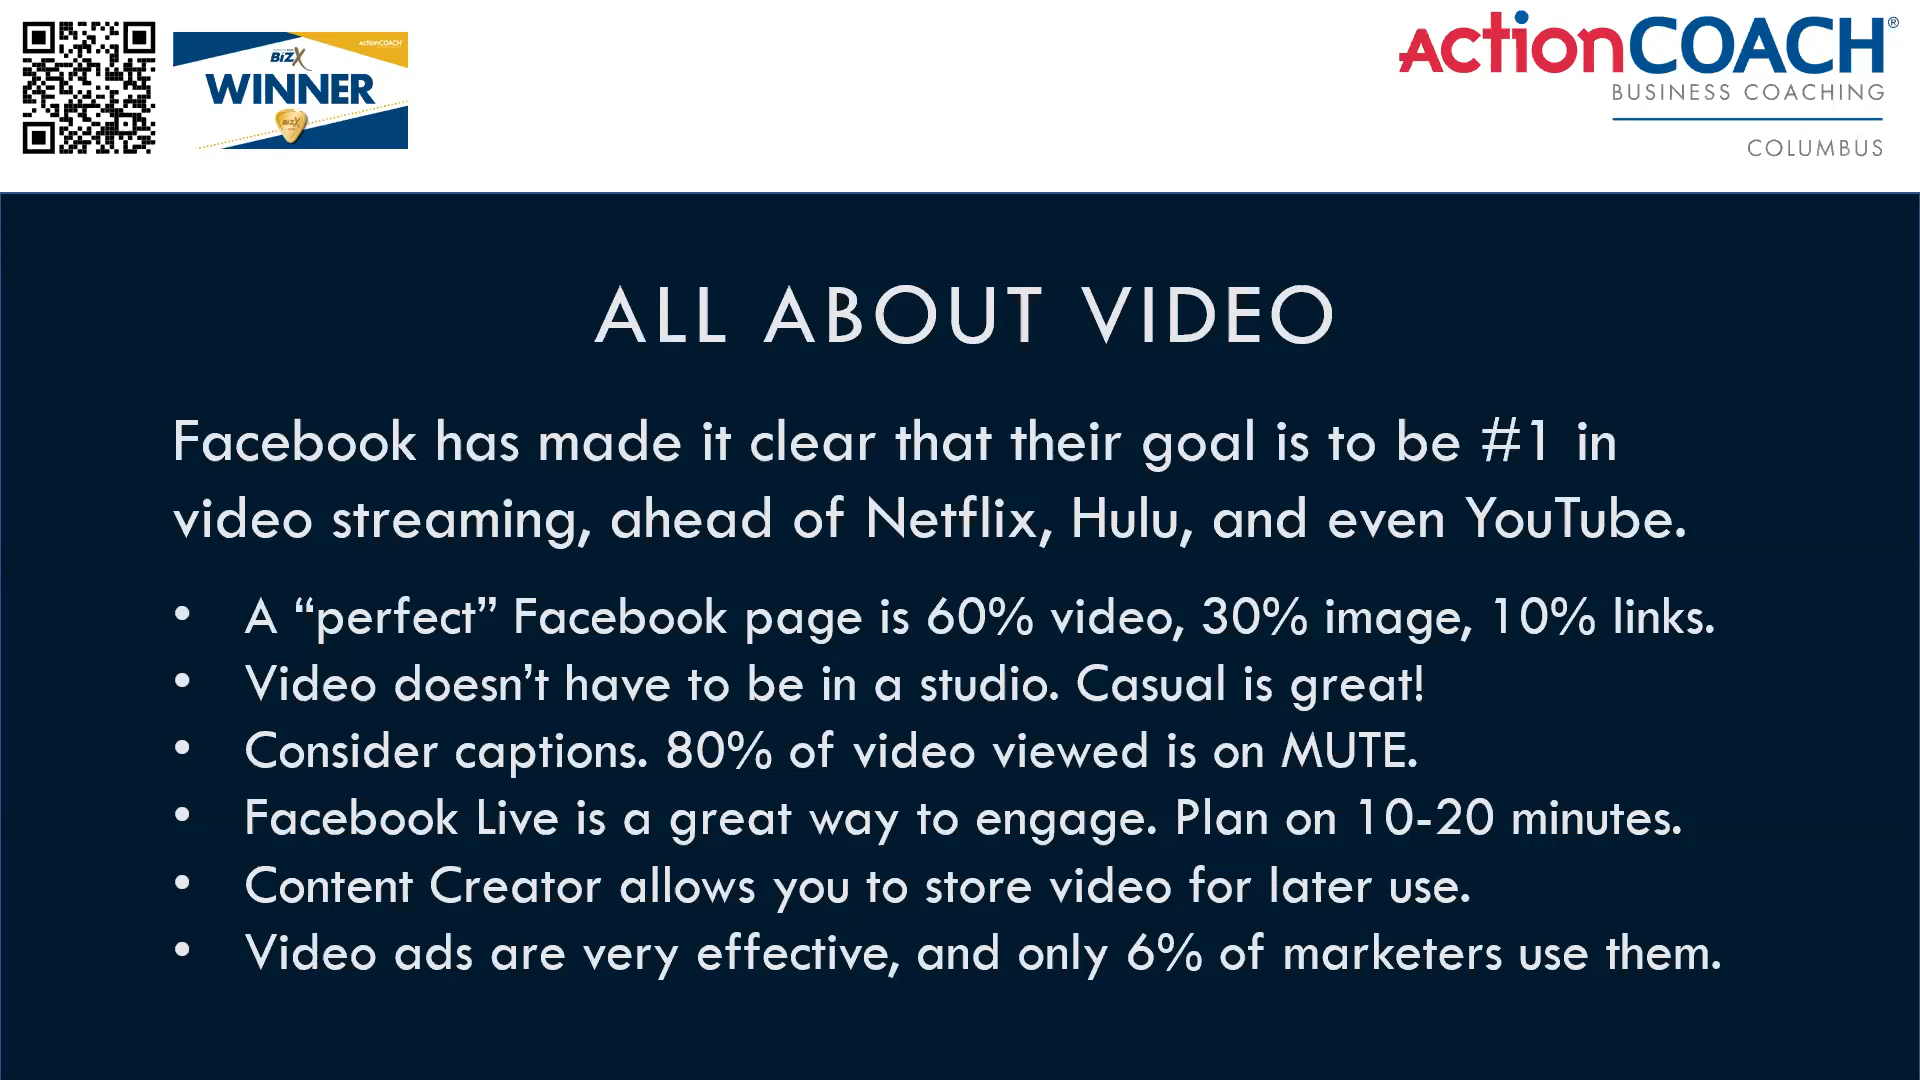 ActionCOACH
BizX
WINNER
BizX
actionCOACH®
BUSINESS COACHING
COLUMBUS
ALL ABOUT VIDEO
Facebook has made it clear that their goal is to be #1 in
video streaming, ahead of Netflix, Hulu, and even YouTube.
• A “perfect” Facebook page is 60% video, 30% image, 10% links.
• Video doesn’t have to be in a studio. Casual is great!
• Consider captions. 80% of video viewed is on MUTE.
• Facebook Live is a great way to engage. Plan on 10-20 minutes.
• Content Creator allows you to store video for later use.
• Video ads are very effective, and only 6% of marketers use them.